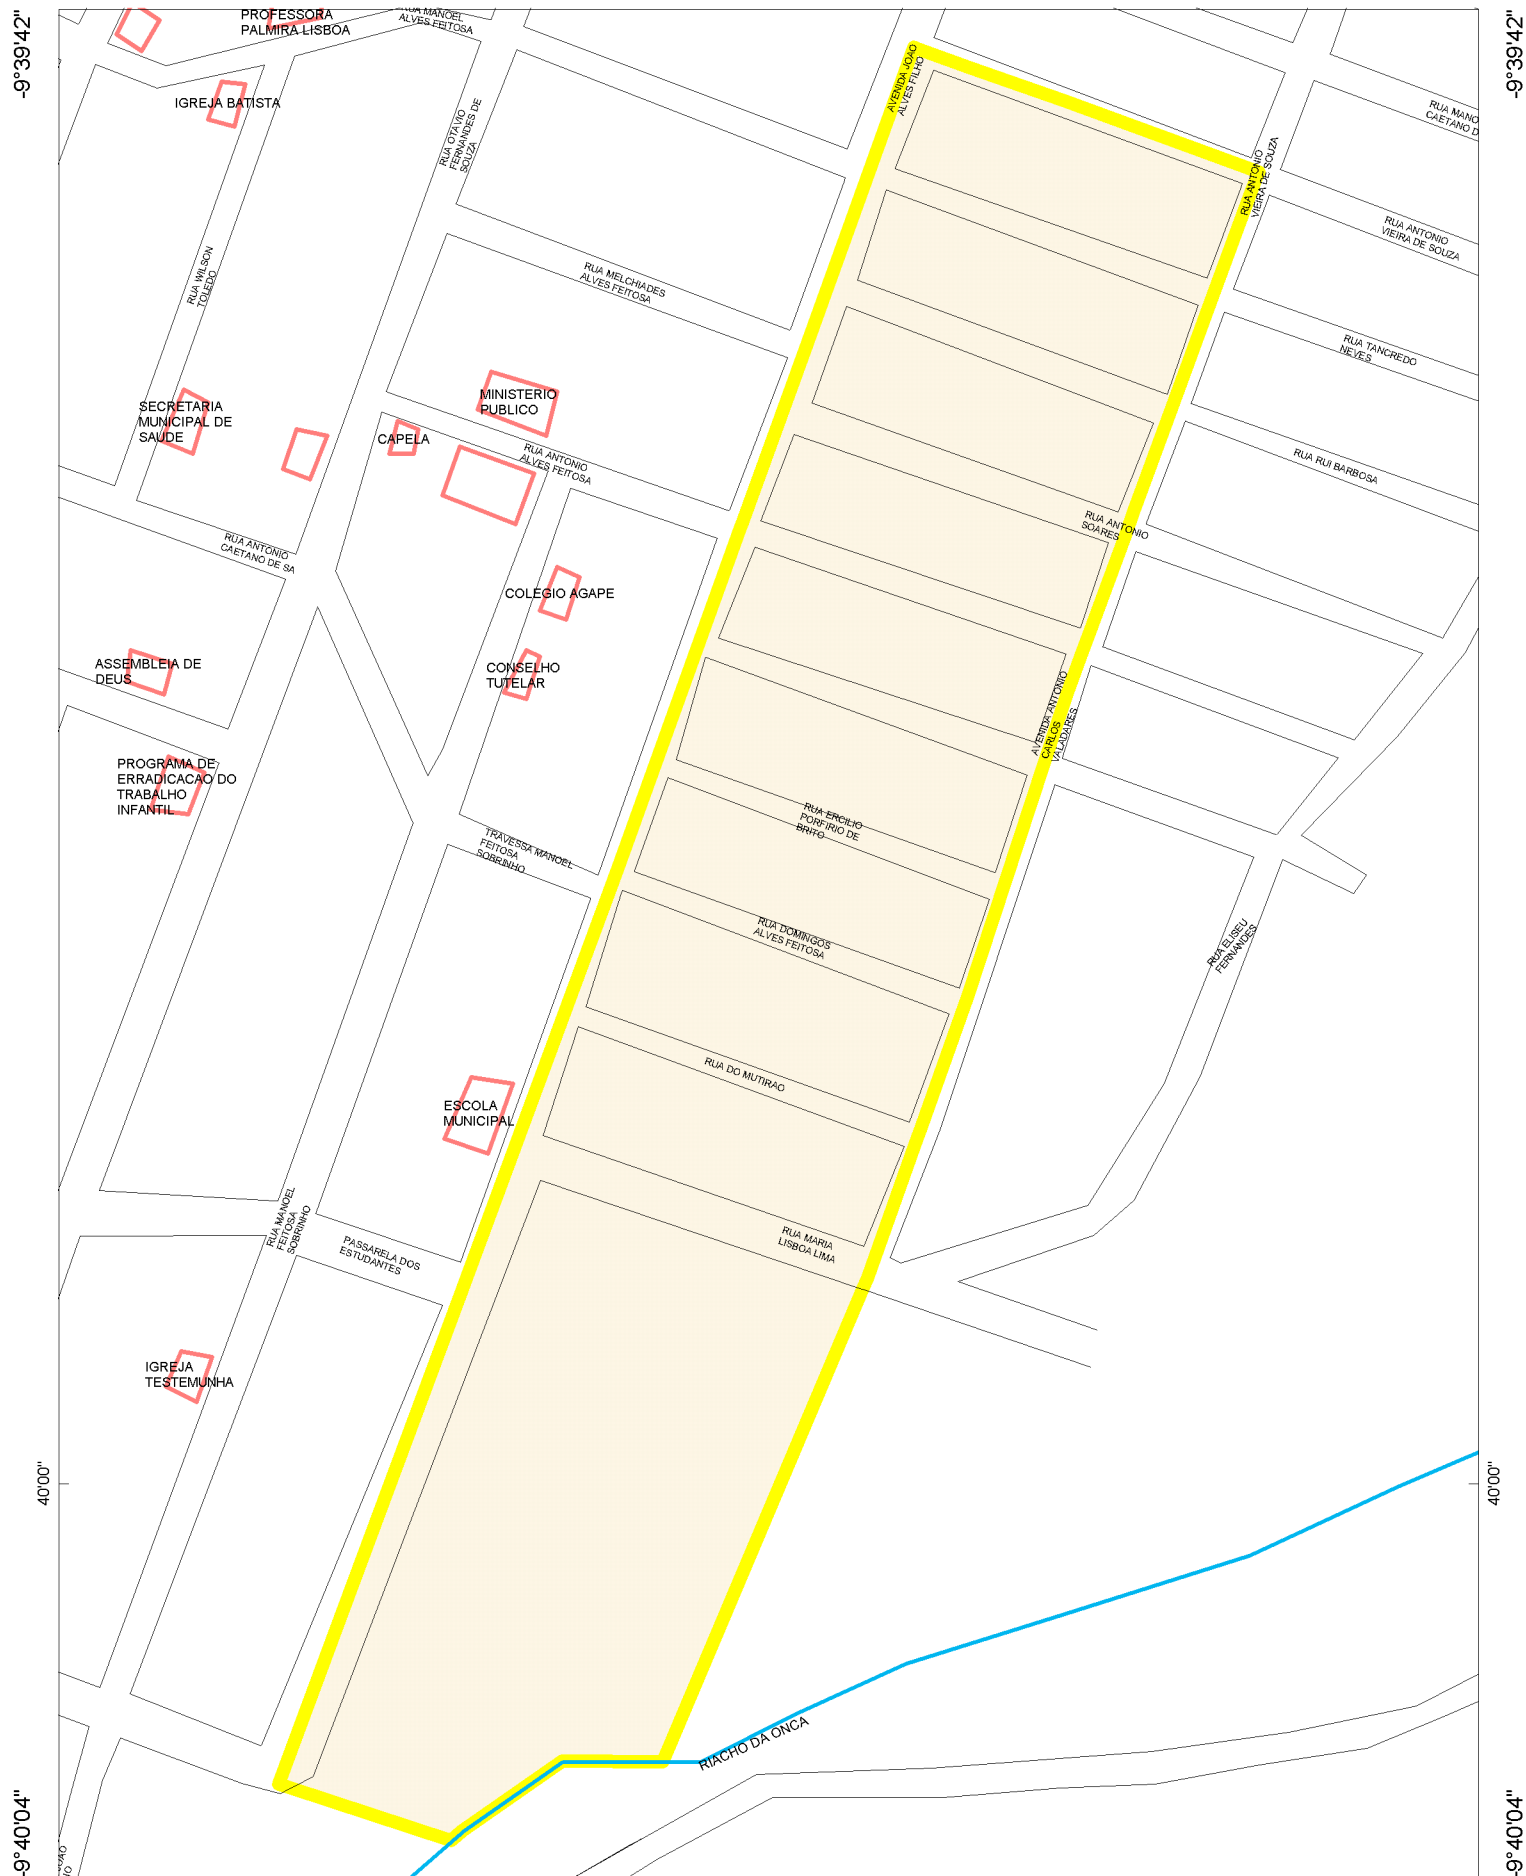 -9°39'42"
-9°39'42"
PROFESSORA
PALMIRA LISBOA
RUA MANOEL
ALVES FEITOSA
IGREJA BATISTA
RUA OTAVIO
FERNANDES DE
SOUZA
AVENIDA JOAO
ALVES FILHO
RUA ANTONIO
VIEIRA DE SOUZA
RUA MANO
CAETANO D
RUA ANTONIO
VIEIRA DE SOUZA
RUA WILSON
TOLEDO
RUA MELCHIADES
ALVES FEITOSA
RUA TANCREDO
NEVES
SECRETARIA
MUNICIPAL DE
SAUDE
MINISTERIO
PUBLICO
CAPELA
RUA ANTONIO
ALVES FEITOSA
RUA RUI BARBOSA
RUA ANTONIO
SOARES
RUA ANTONIO
CAETANO DE SA
COLEGIO AGAPE
CONSELHO
TUTELAR
ASSEMBLEIA DE
DEUS
AVENIDA ANTONIO
CARLOS
VALADARES
PROGRAMA DE
ERRADICACAO DO
TRABALHO
INFANTIL
RUA ERCILIO
PORFIRIO DE
BRITO
TRAVESSA MANOEL
FEITOSA
SOBRINHO
RUA DOMINGOS
ALVES FEITOSA
RUA ELISEU
FERNANDES
RUA DO MUTIRAO
ESCOLA
MUNICIPAL
RUA MANOEL
FEITOSA
SOBRINHO
PASSARELA DOS
ESTUDANTES
RUA MARIA
LISBOA LIMA
IGREJA
TESTEMUNHA
40'00"
40'00"
RIACHO DA ONCA
-9°40'04"
-9°40'04"